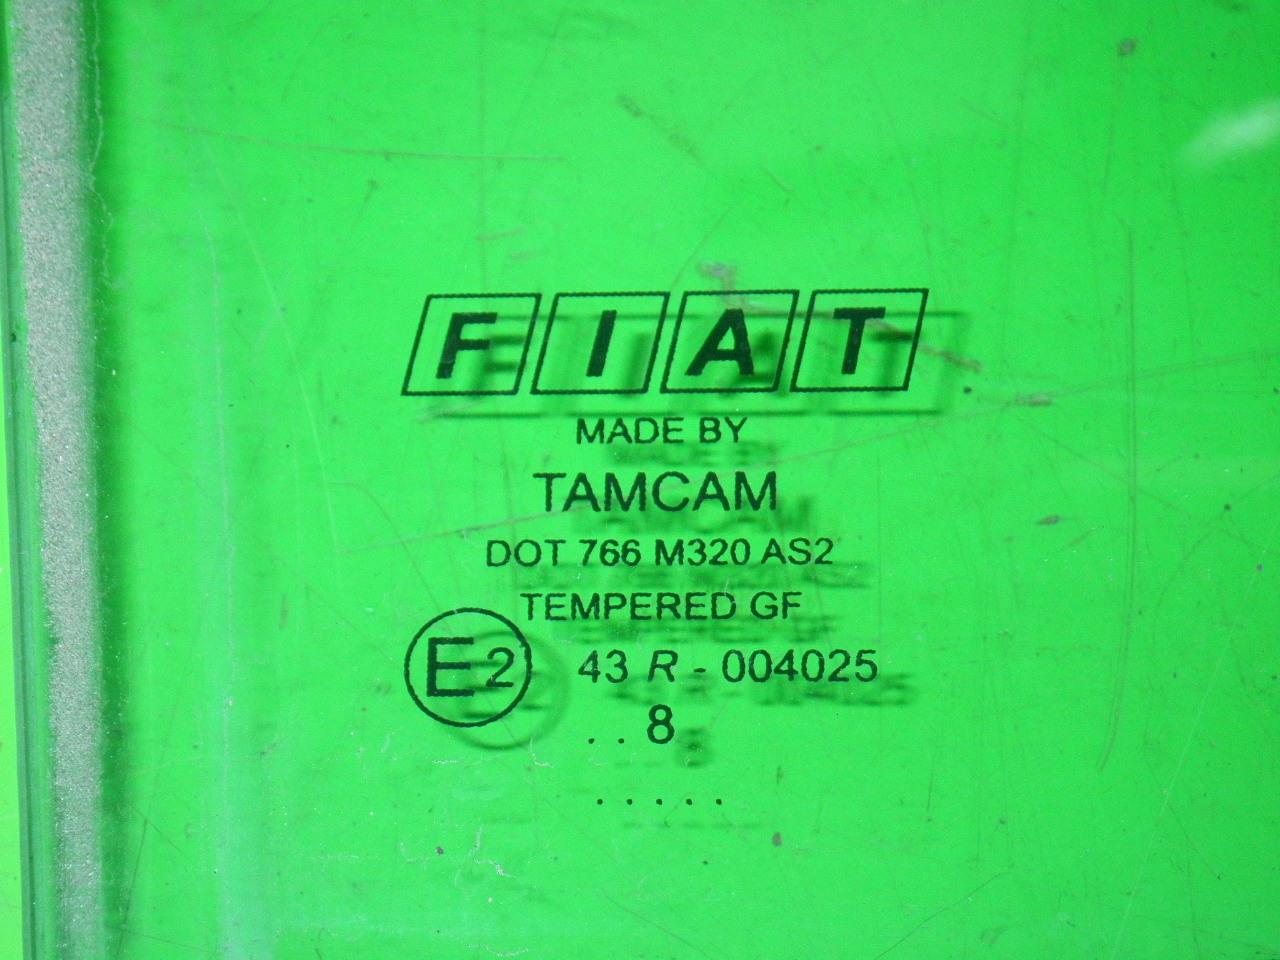 FIAT
MADE BY
TAMCAM
DOT 766 M320 AS2
TEMPERED GF
E2 43 R - 004025
. . 8
. . . . .